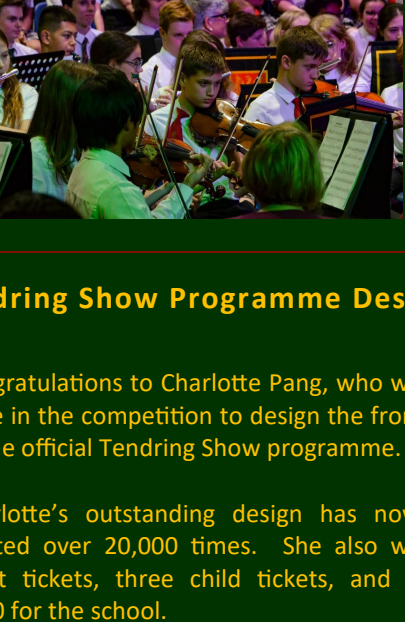 dring Show Programme Des
gratulations to Charlotte Pang, who w
e in the competition to design the fron
e official Tendring Show programme.
rlotte's outstanding design has now
ted over 20,000 times. She also w
t tickets, three child tickets, and
0 for the school.